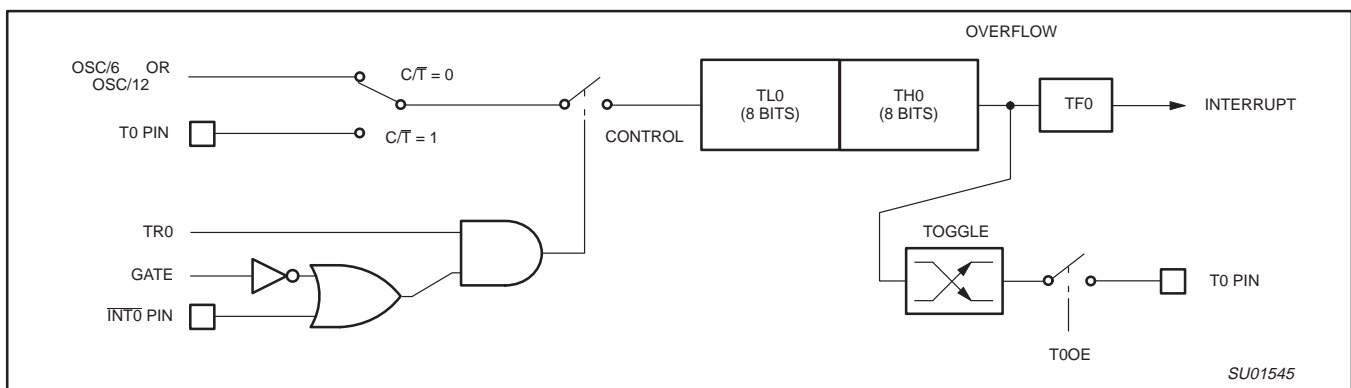 OVERFLOW
OSC/6 OR
OSC/12
C/T̅ = 0
TL0
(8 BITS)
TH0
(8 BITS)
TF0
INTERRUPT
T0 PIN
C/T̅ = 1
CONTROL
TR0
TOGGLE
GATE
T0 PIN
I̅N̅T̅0̅ PIN
T0OE
SU01545